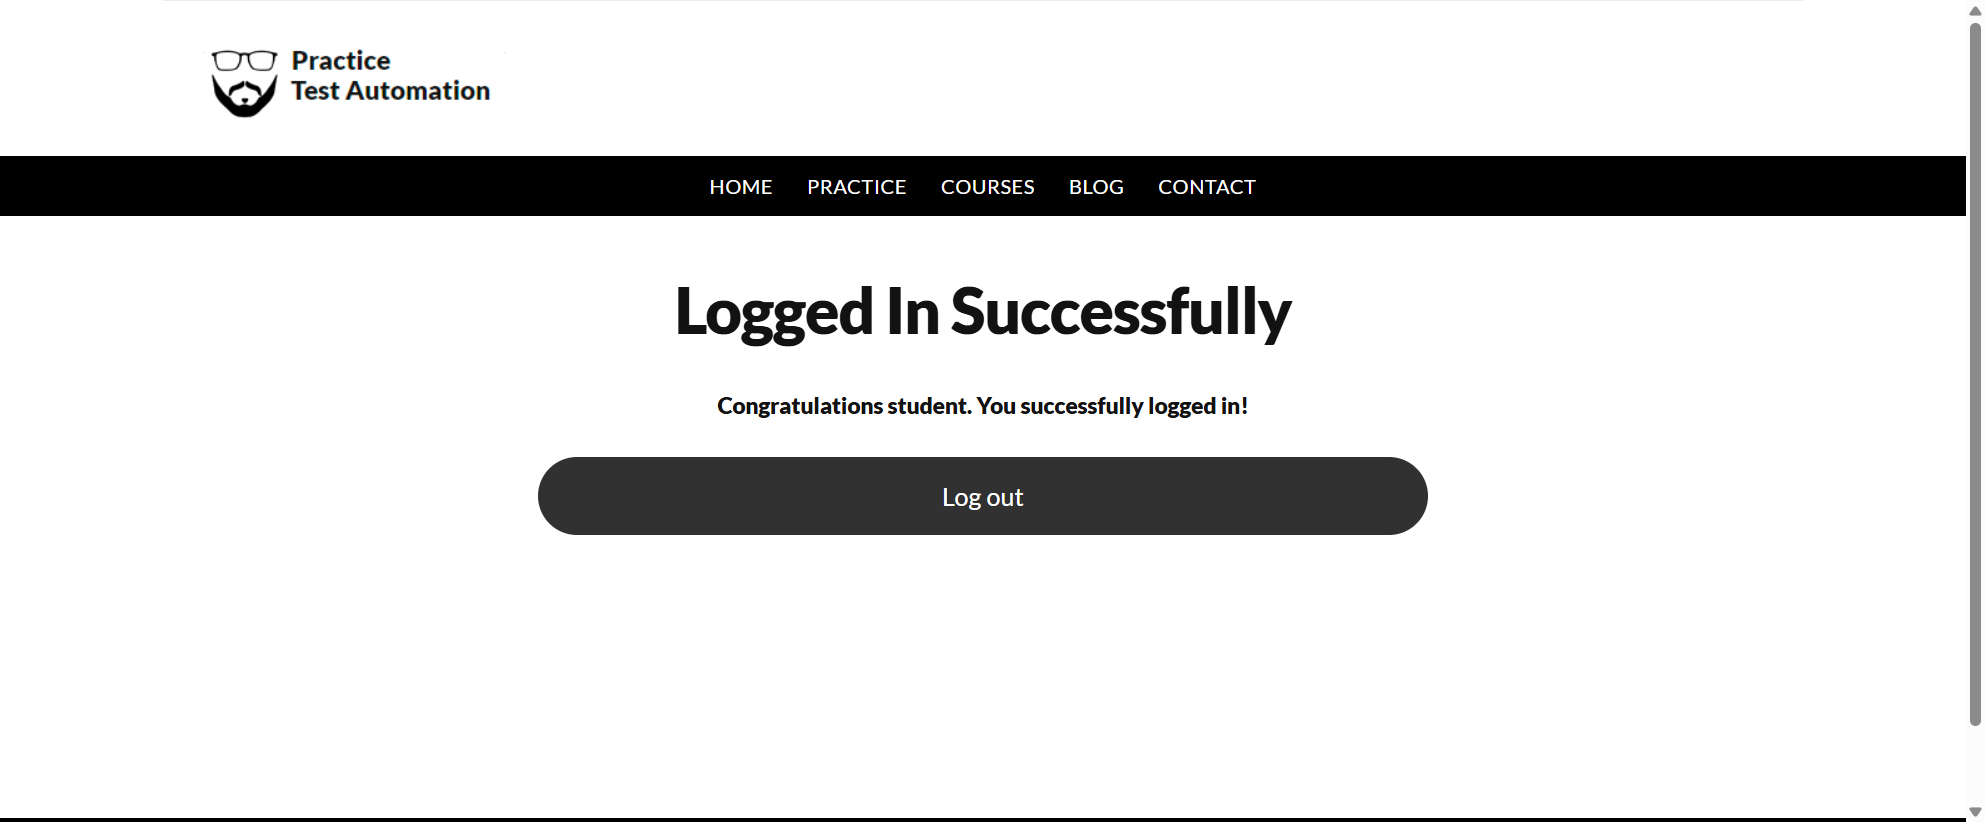 Practice
Test Automation
HOME PRACTICE COURSES BLOG CONTACT
Logged In Successfully
Congratulations student. You successfully logged in!
Log out